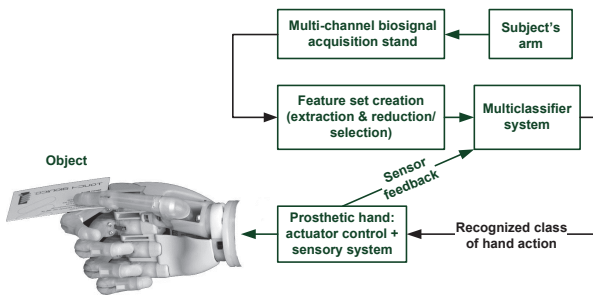 Multi-channel biosignal
acquisition stand
Subject's
arm
Feature set creation
(extraction & reduction/
selection)
Multiclassifier
system
Object
Sensor
feedback
Prosthetic hand:
actuator control +
sensory system
Recognized class
of hand action